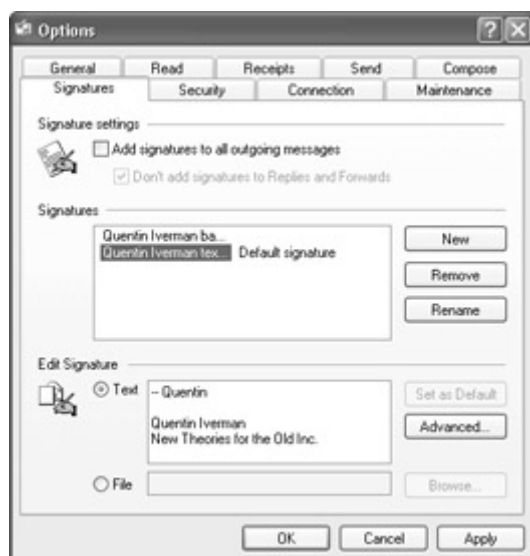 Options
General Read Receipts Send Compose
Signatures Security Connection Maintenance
Signature settings
Add signatures to all outgoing messages
Don't add signatures to Replies and Forwards
Signatures
Quentin Iverman ba...
Quentin Iverman tex... Default signature
New
Remove
Rename
Edit Signature
Text
-- Quentin
Quentin Iverman
New Theories for the Old Inc.
Set as Default
Advanced...
File
Browse...
OK Cancel Apply